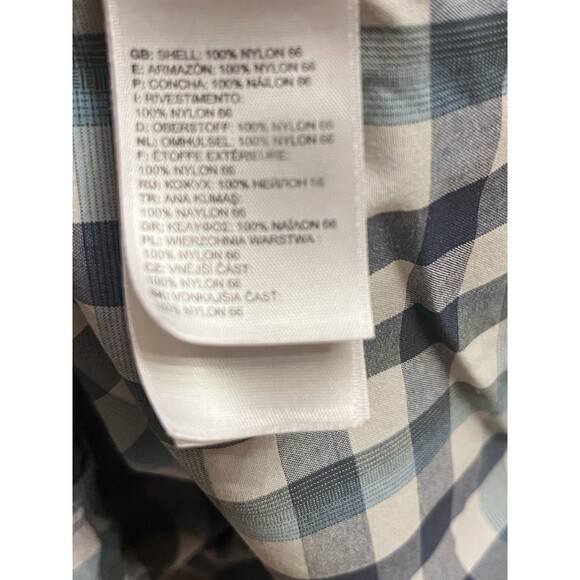 GB: SHELL: 100% NYLON 66
E: ARMAZÓN: 100% NYLON 66
P: CONCHA: 100% NÁILON 66
I: RIVESTIMENTO:
100% NYLON 66
D: OBERSTOFF: 100% NYLON 66
NL: OMHULSEL: 100% NYLON 66
F: ÉTOFFE EXTÉRIEURE:
100% NYLON 66
RU: КОЖУХ: 100% НЕЙЛОН 66
TR: ANA KUMAŞ:
100% NAYLON 66
GR: ΚΕΛΥΦΟΣ: 100% ΝΑΪΛΟΝ 66
PL: WIERZCHNIA WARSTWA :
100% NYLON 66
CZ: VNĚJŠÍ ČÁST:
100% NYLON 66
SK: VONKAJŠIA ČASŤ:
100% NYLON 66